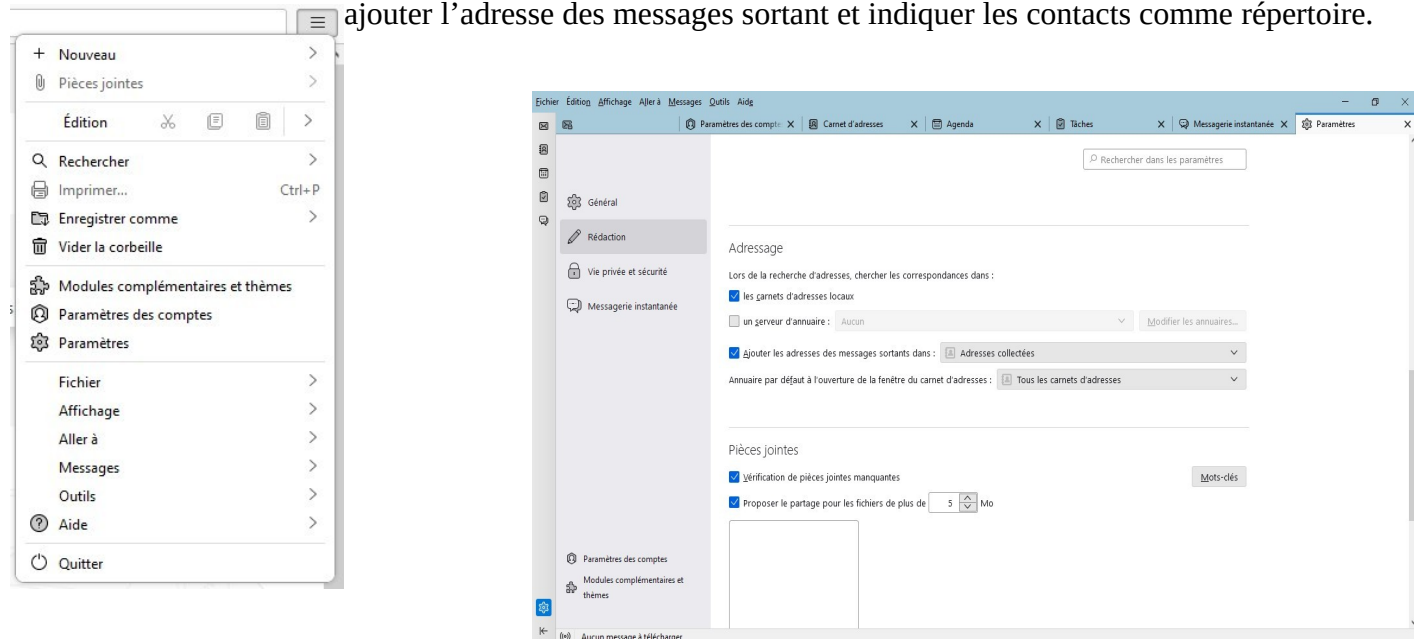 ajouter l’adresse des messages sortant et indiquer les contacts comme répertoire.
Nouveau
Pièces jointes
Édition
Rechercher
Imprimer... Ctrl+P
Enregistrer comme
Vider la corbeille
Modules complémentaires et thèmes
Paramètres des comptes
Paramètres
Fichier
Affichage
Aller à
Messages
Outils
Aide
Quitter
Fichier Édition Affichage Aller à Messages Outils Aide
Paramètres des compte Carnet d'adresses Agenda Tâches Messagerie instantanée Paramètres
Rechercher dans les paramètres
Général
Rédaction
Vie privée et sécurité
Messagerie instantanée
Adressage
Lors de la recherche d'adresses, chercher les correspondances dans :
les carnets d'adresses locaux
un serveur d'annuaire : Aucun Modifier les annuaires...
Ajouter les adresses des messages sortants dans : Adresses collectées
Annuaire par défaut à l'ouverture de la fenêtre du carnet d'adresses : Tous les carnets d'adresses
Pièces jointes
Vérification de pièces jointes manquantes Mots-clés
Proposer le partage pour les fichiers de plus de 5 Mo
Paramètres des comptes
Modules complémentaires et
thèmes
Aucun message à télécharger